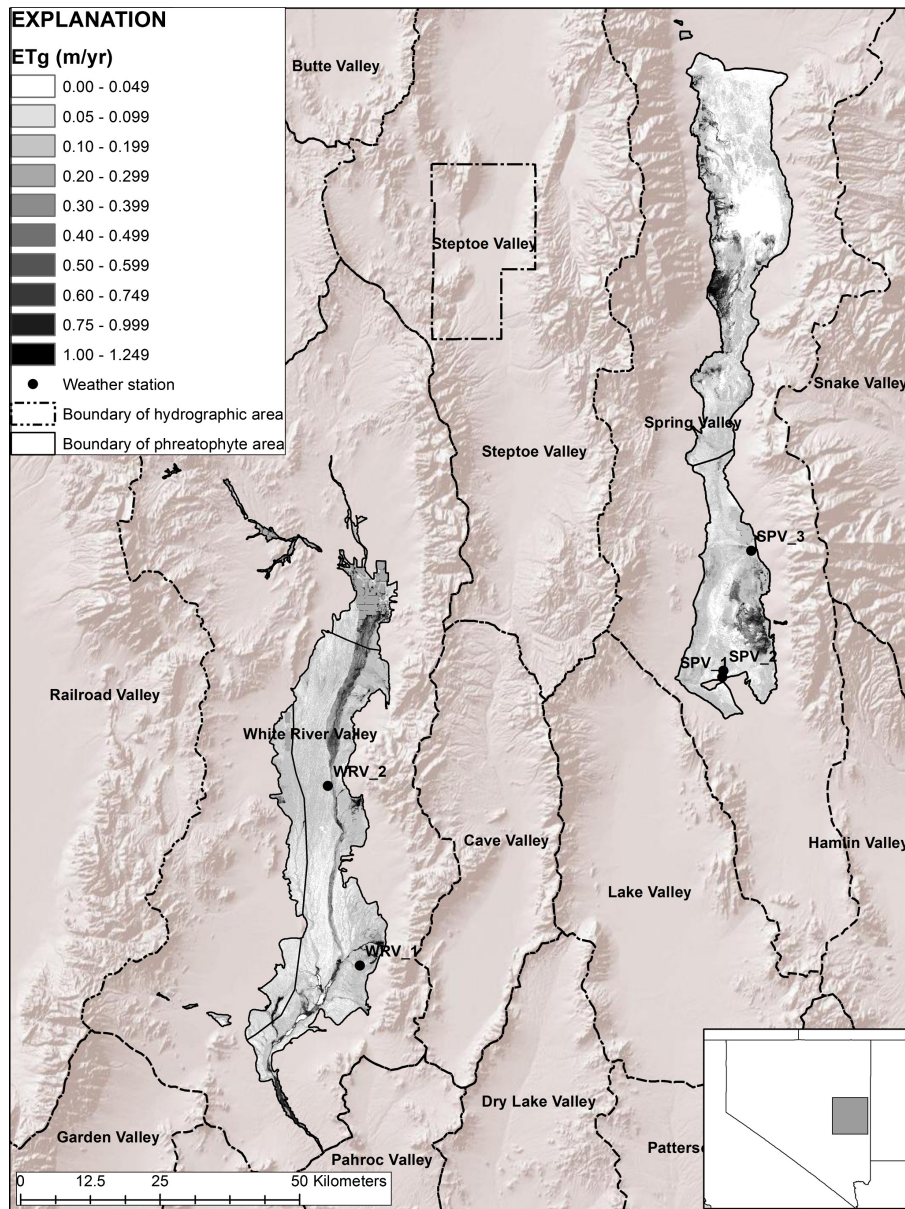 EXPLANATION
ETg (m/yr)
0.00 - 0.049
0.05 - 0.099
0.10 - 0.199
0.20 - 0.299
0.30 - 0.399
0.40 - 0.499
0.50 - 0.599
0.60 - 0.749
0.75 - 0.999
1.00 - 1.249
Weather station
Boundary of hydrographic area
Boundary of phreatophyte area
Butte Valley
Steptoe Valley
Snake Valley
Spring Valley
Steptoe Valley
SPV_3
SPV_2
SPV_1
Railroad Valley
White River Valley
WRV_2
Cave Valley
Hamlin Valley
Lake Valley
WRV_1
Dry Lake Valley
Garden Valley
Patterso
Pahroc Valley
0 12.5 25 50 Kilometers